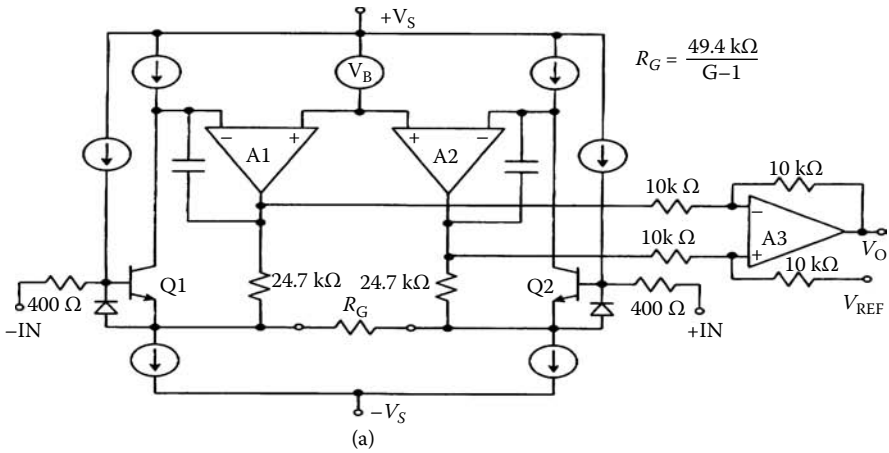 +V_S
R_G = 49.4 kΩ / G–1
V_B
– + + –
A1 A2
10k Ω 10 kΩ
– A3
10k Ω + V_O
24.7 kΩ 24.7 kΩ 10 kΩ
Q1 Q2
400 Ω R_G 400 Ω V_REF
–IN +IN
–V_S
(a)